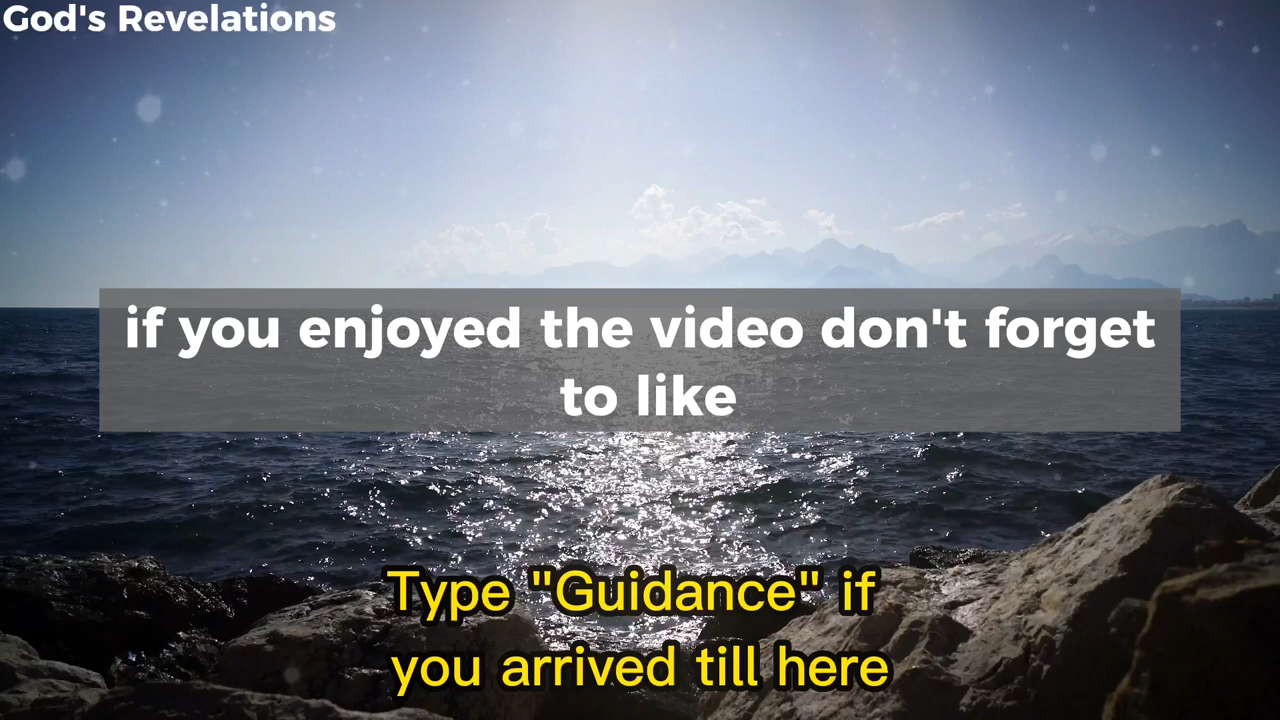 God's Revelations
if you enjoyed the video don't forget
to like
Type "Guidance" if
you arrived till here